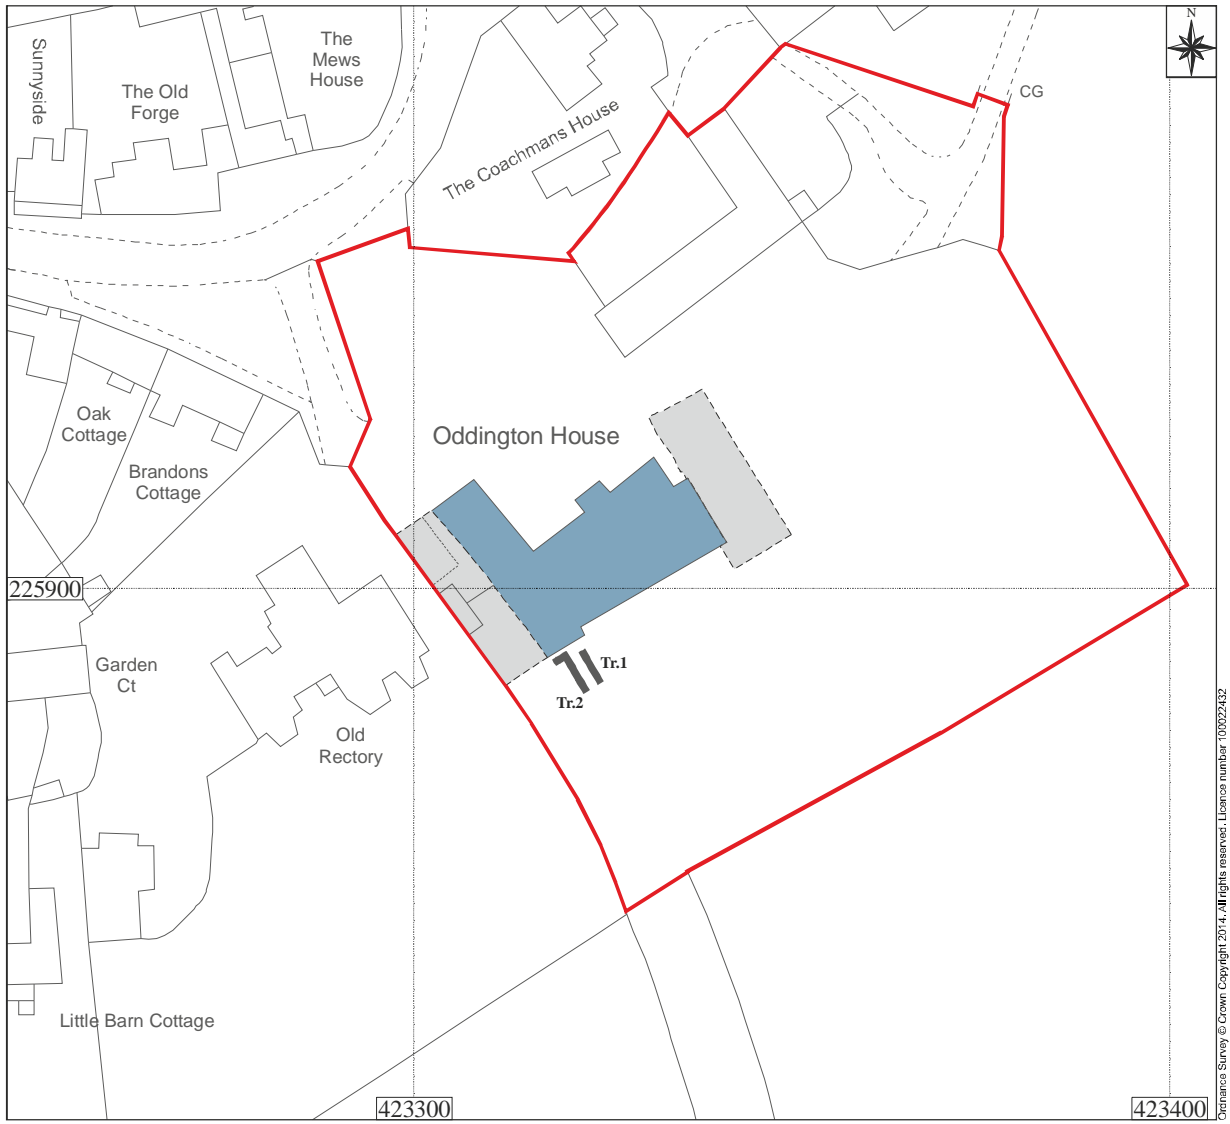 N
Sunnyside
The
Mews
House
The Old
Forge
CG
The Coachmans House
Oak
Cottage
Oddington House
Brandons
Cottage
225900
Garden
Ct
Tr.1
Tr.2
Old
Rectory
Little Barn Cottage
423300
423400
Ordnance Survey © Crown Copyright 2014. All rights reserved. Licence number 100022432